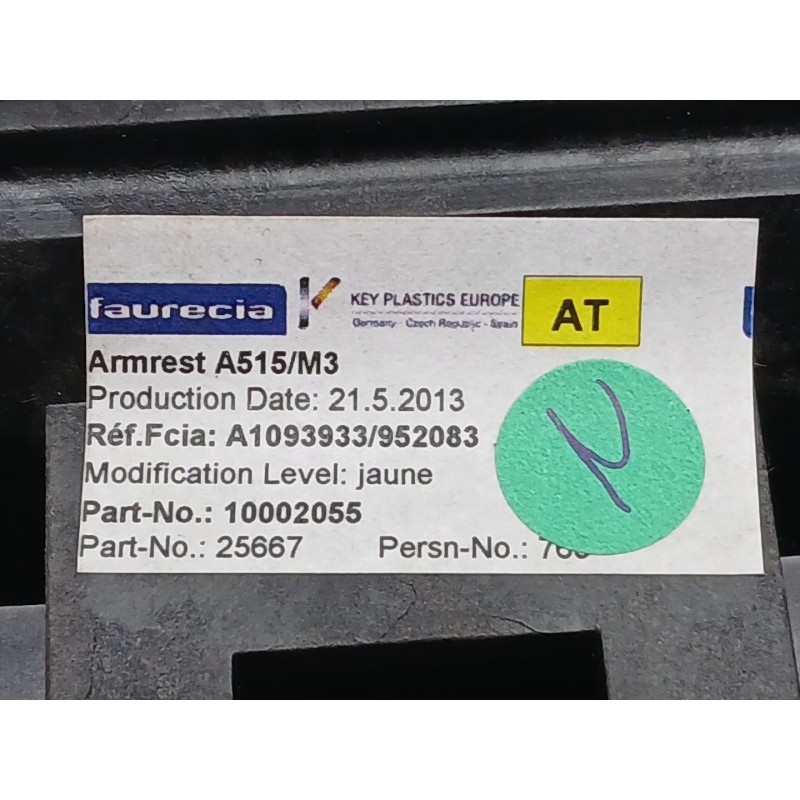 faurecia KEY PLASTICS EUROPE AT
Germany - Czech Republic - Spain
Armrest A515/M3
Production Date: 21.5.2013
Réf.Fcia: A1093933/952083
Modification Level: jaune
Part-No.: 10002055
Part-No.: 25667 Persn-No.: